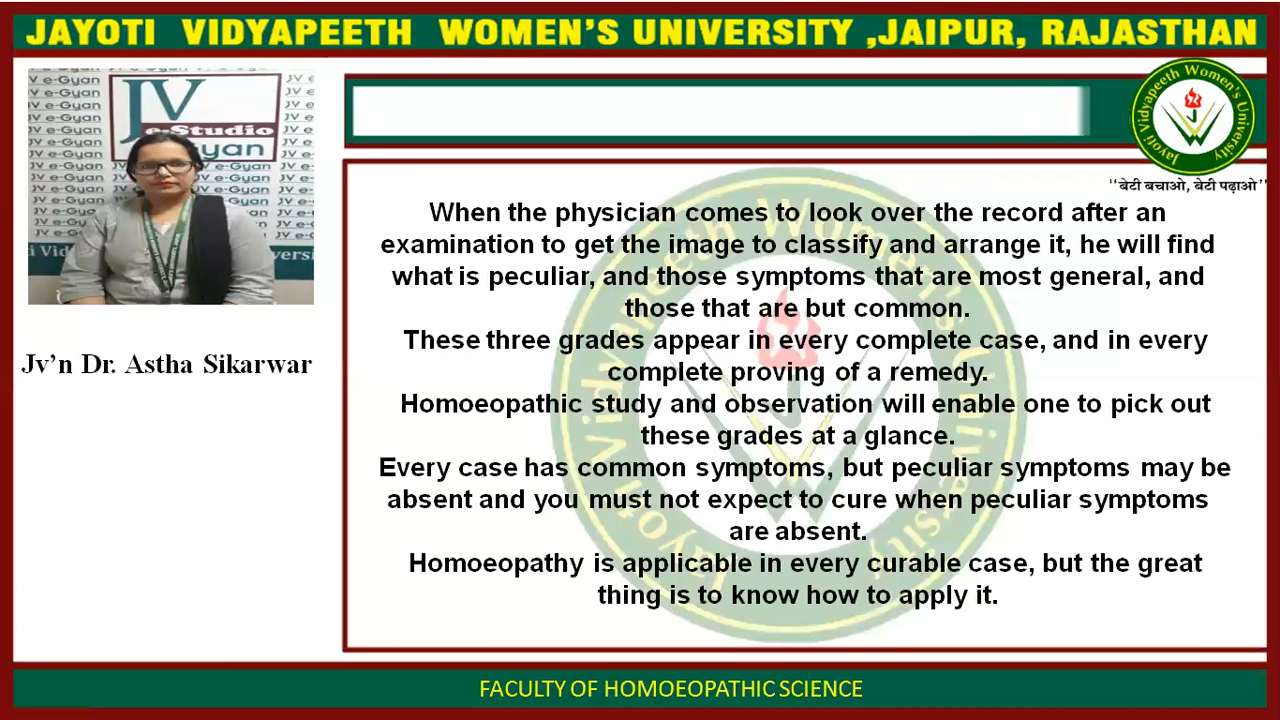 JAYOTI VIDYAPEETH WOMEN'S UNIVERSITY ,JAIPUR, RAJASTHAN
JV
e-Studio
Gyan
JV e-Gyan
Jayoti Vidyapeeth Women's University
"बेटी बचाओ, बेटी पढ़ाओ"
When the physician comes to look over the record after an
examination to get the image to classify and arrange it, he will find
what is peculiar, and those symptoms that are most general, and
those that are but common.
These three grades appear in every complete case, and in every
complete proving of a remedy.
Homoeopathic study and observation will enable one to pick out
these grades at a glance.
Every case has common symptoms, but peculiar symptoms may be
absent and you must not expect to cure when peculiar symptoms
are absent.
Homoeopathy is applicable in every curable case, but the great
thing is to know how to apply it.
Jv'n Dr. Astha Sikarwar
FACULTY OF HOMOEOPATHIC SCIENCE